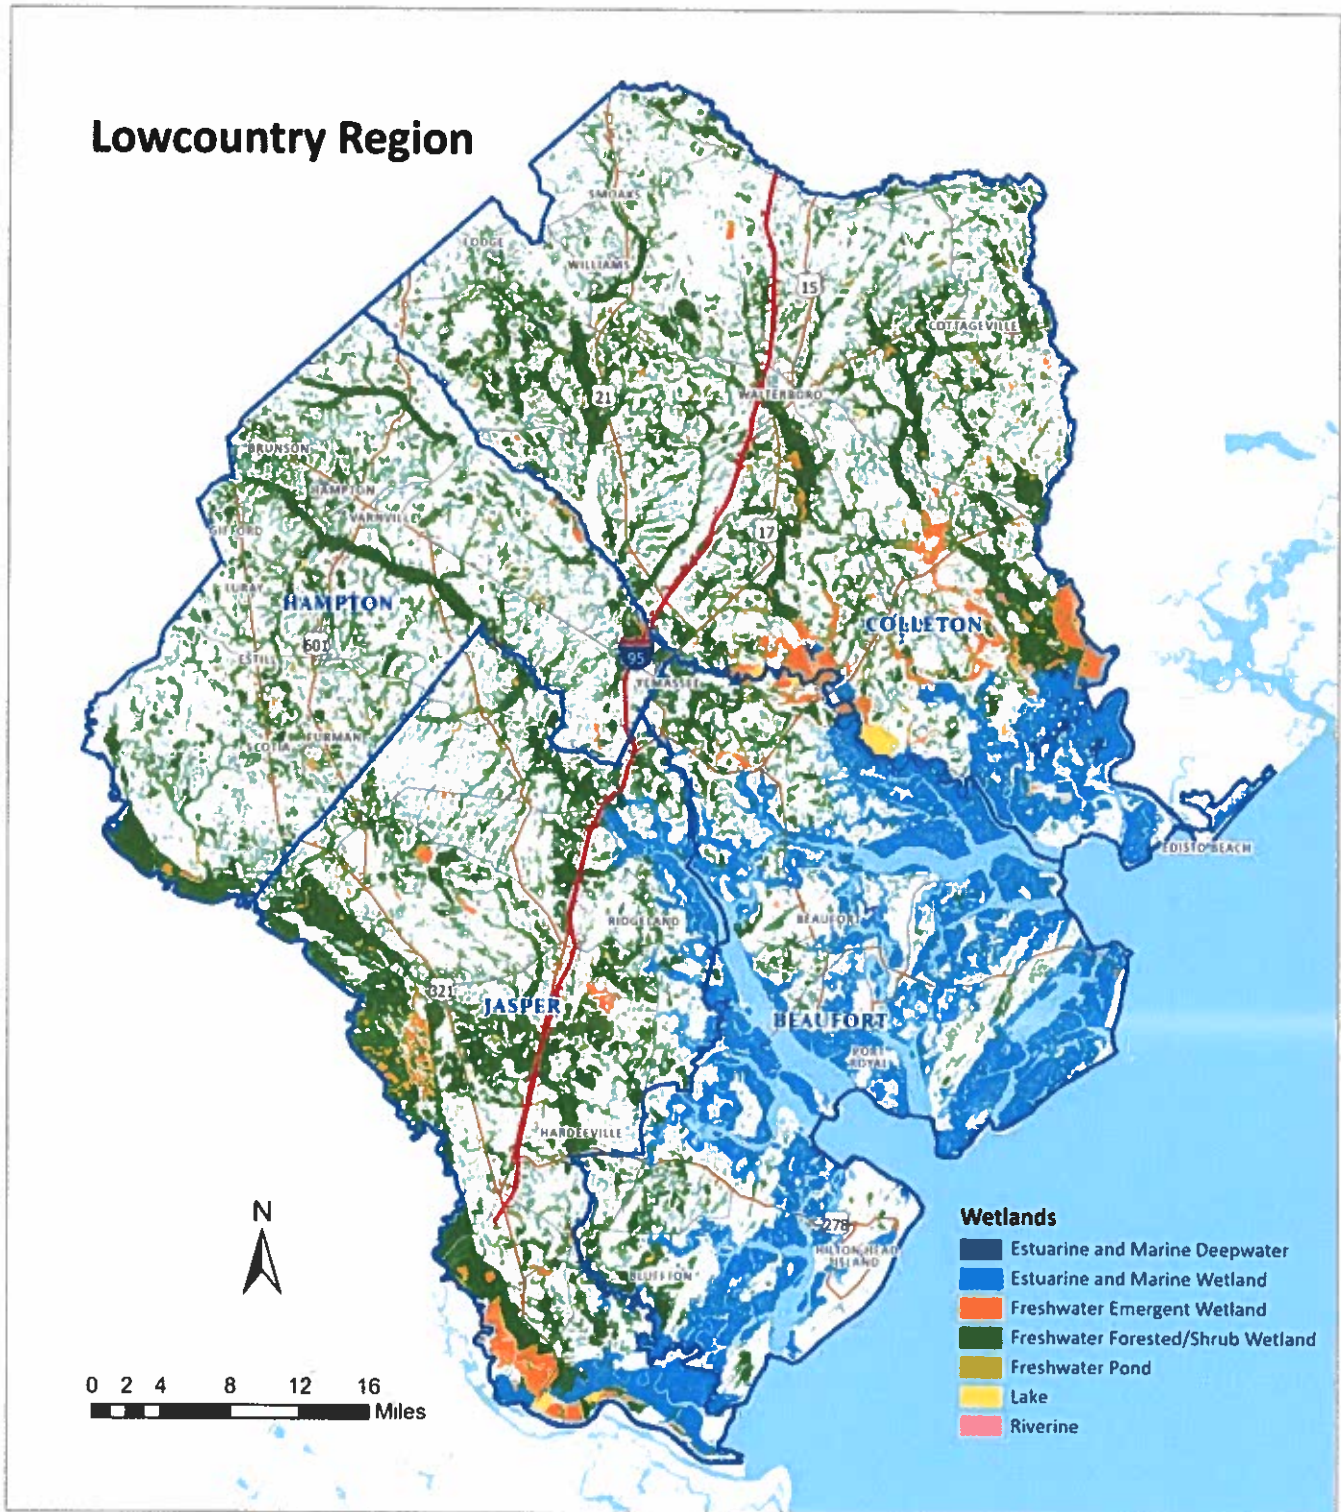 Lowcountry Region
SMOAKS
LODGE
WILLIAMS
15
COTTAGEVILLE
21
WALTERBORO
BRUNSON
HAMPTON
VARNVILLE
GIFFORD
17
LURAY
HAMPTON
COLLETON
601
ESTILL
95
YEMASSEE
SCOTIA
FURMAN
EDISTO BEACH
RIDGELAND
BEAUFORT
321
JASPER
BEAUFORT
PORT
ROYAL
HARDEEVILLE
N
278
HILTON HEAD
ISLAND
BLUFFTON
Wetlands
Estuarine and Marine Deepwater
Estuarine and Marine Wetland
Freshwater Emergent Wetland
Freshwater Forested/Shrub Wetland
Freshwater Pond
Lake
Riverine
0 2 4 8 12 16
Miles